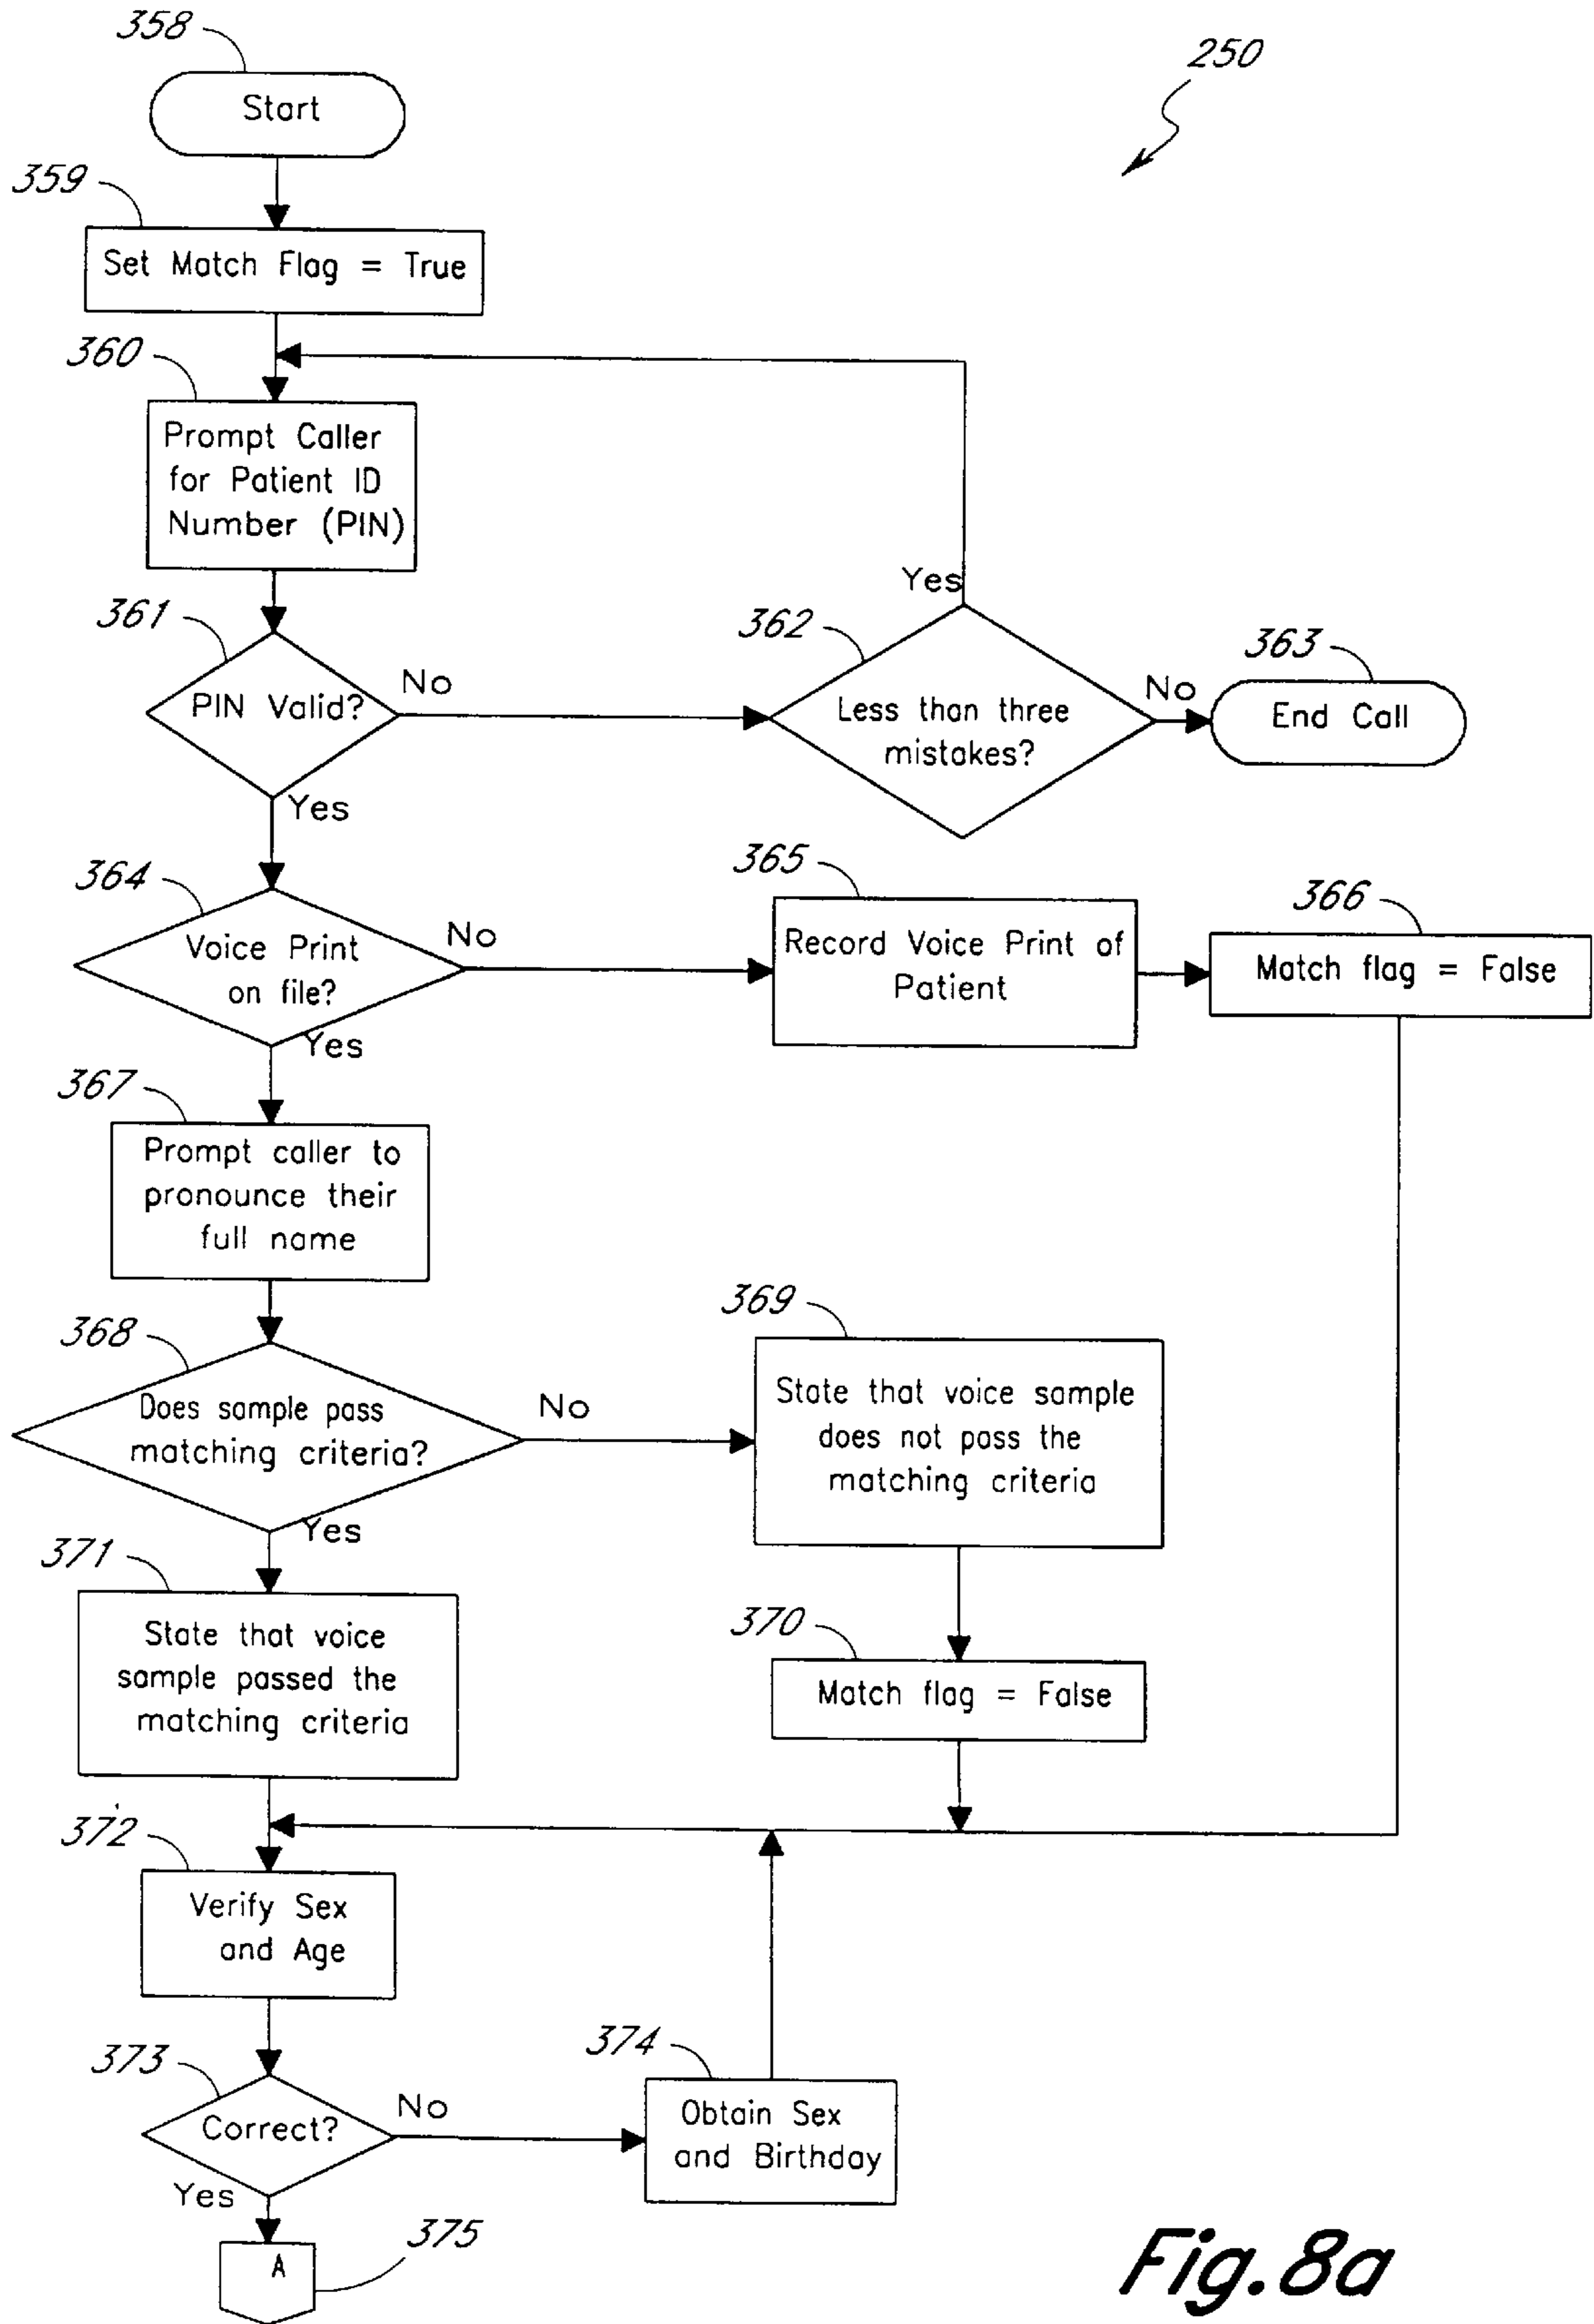 358
250
Start
359
Set Match Flag = True
360
Prompt Caller
for Patient ID
Number (PIN)
Yes
361
362
363
PIN Valid?
No
Less than three
mistakes?
No
End Call
Yes
364
365
366
Voice Print
on file?
No
Record Voice Print of
Patient
Match flag = False
Yes
367
Prompt caller to
pronounce their
full name
368
369
Does sample pass
matching criteria?
No
State that voice sample
does not pass the
matching criteria
Yes
371
370
State that voice
sample passed the
matching criteria
Match flag = False
372
Verify Sex
and Age
373
374
Correct?
No
Obtain Sex
and Birthday
Yes
375
A
Fig.8a